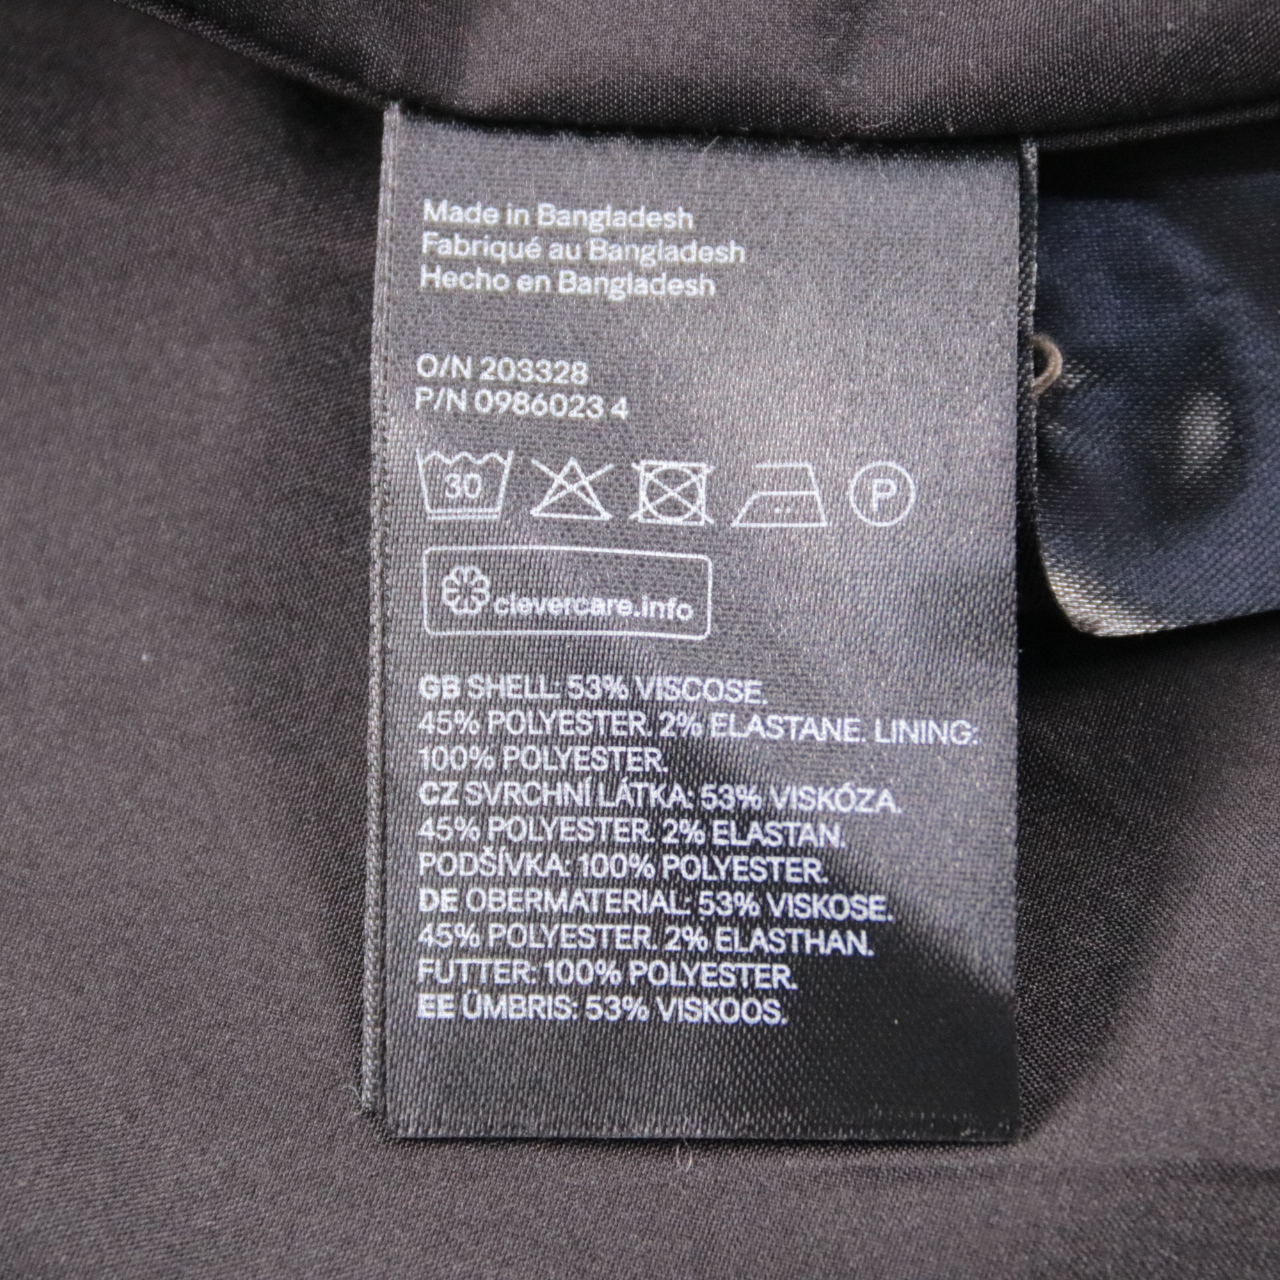 Made in Bangladesh
Fabriqué au Bangladesh
Hecho en Bangladesh
O/N 203328
P/N 0986023 4
30 P
clevercare.info
GB SHELL: 53% VISCOSE.
45% POLYESTER. 2% ELASTANE. LINING:
100% POLYESTER.
CZ SVRCHNÍ LÁTKA: 53% VISKÓZA.
45% POLYESTER. 2% ELASTAN.
PODŠÍVKA: 100% POLYESTER.
DE OBERMATERIAL: 53% VISKOSE.
45% POLYESTER. 2% ELASTHAN.
FUTTER: 100% POLYESTER.
EE ÜMBRIS: 53% VISKOOS.